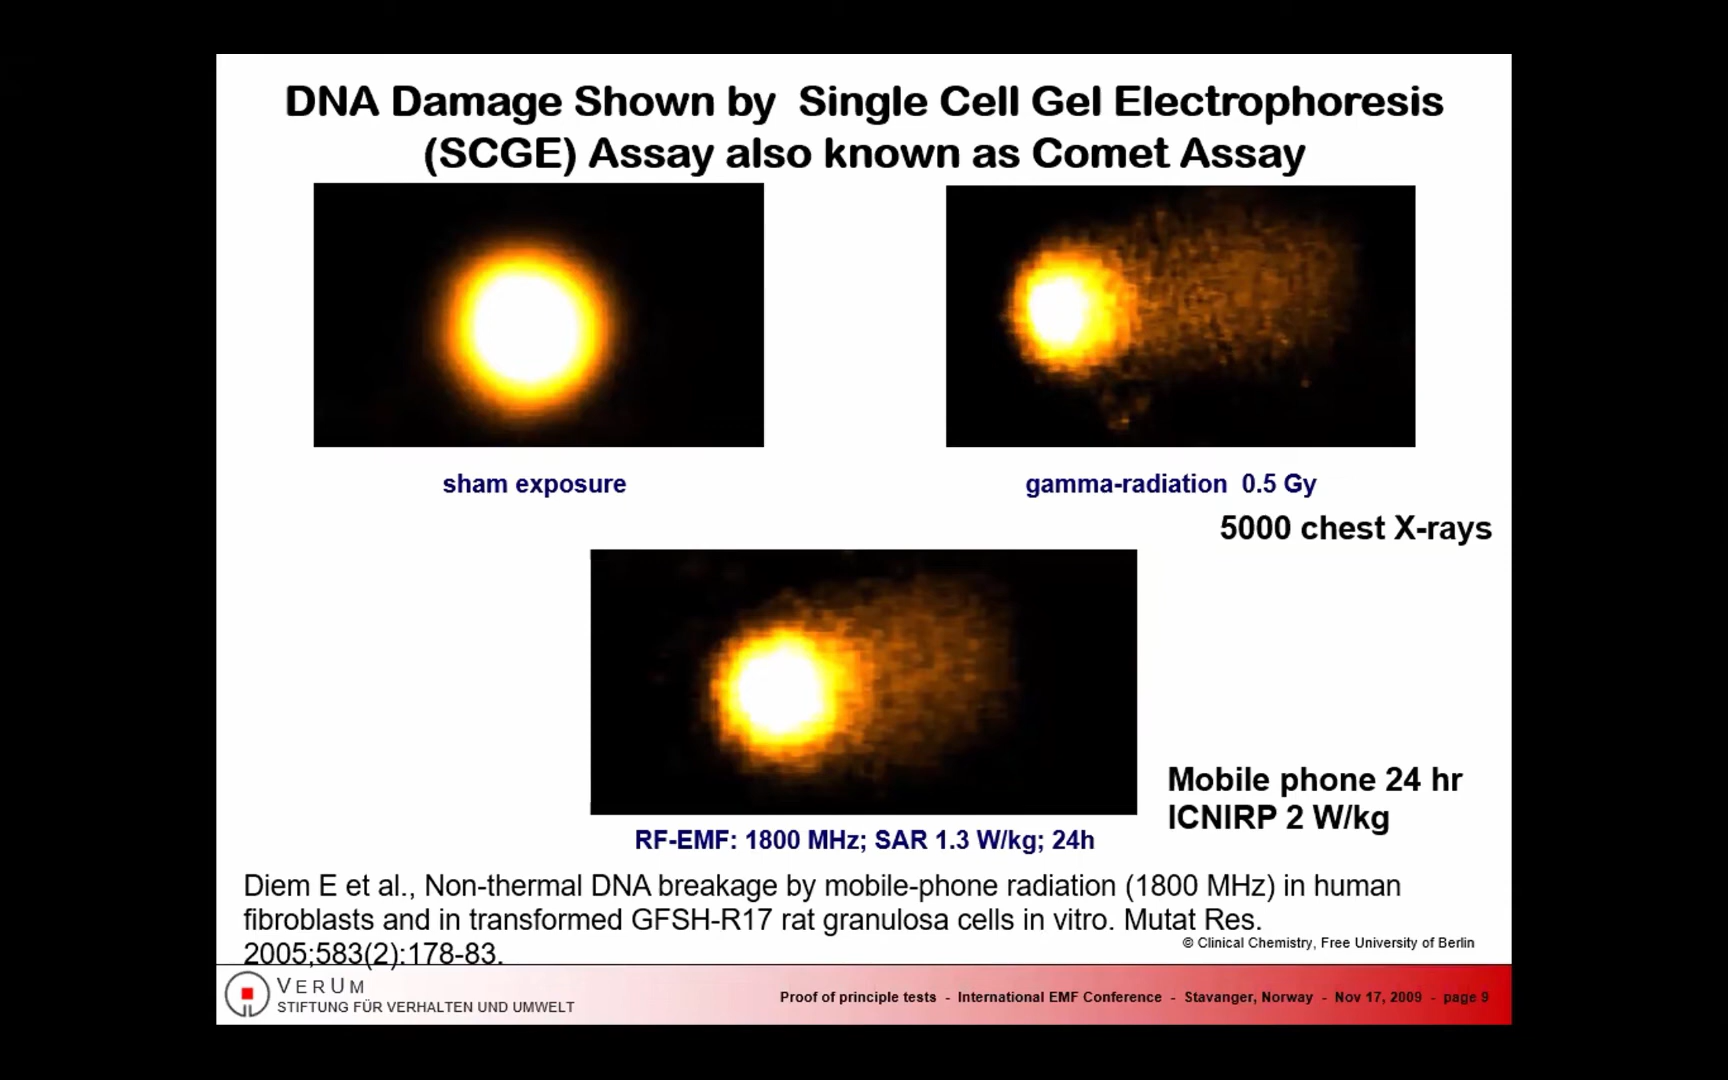 DNA Damage Shown by Single Cell Gel Electrophoresis
(SCGE) Assay also known as Comet Assay
sham exposure
gamma-radiation 0.5 Gy
5000 chest X-rays
Mobile phone 24 hr
ICNIRP 2 W/kg
RF-EMF: 1800 MHz; SAR 1.3 W/kg; 24h
Diem E et al., Non-thermal DNA breakage by mobile-phone radiation (1800 MHz) in human
fibroblasts and in transformed GFSH-R17 rat granulosa cells in vitro. Mutat Res.
2005;583(2):178-83.
© Clinical Chemistry, Free University of Berlin
VERUM
STIFTUNG FÜR VERHALTEN UND UMWELT
Proof of principle tests - International EMF Conference - Stavanger, Norway - Nov 17, 2009 - page 9